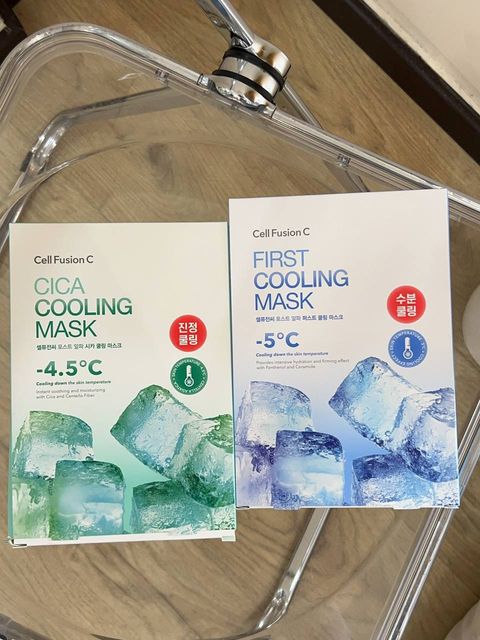 Cell Fusion C
CICA
COOLING
MASK
셀퓨전씨 포스트 알파 시카 쿨링 마스크
진정
쿨링
-4.5°C
Cooling down the skin temperature
Instant soothing and moisturizing
with Cica and Centella Fiber
Cell Fusion C
FIRST
COOLING
MASK
셀퓨전씨 포스트 알파 퍼스트 쿨링 마스크
수분
쿨링
-5°C
Cooling down the skin temperature
Provides intensive hydration and firming effect
with Panthenol and Ceramide
SKIN TEMPERATURE
COOLING EFFECT